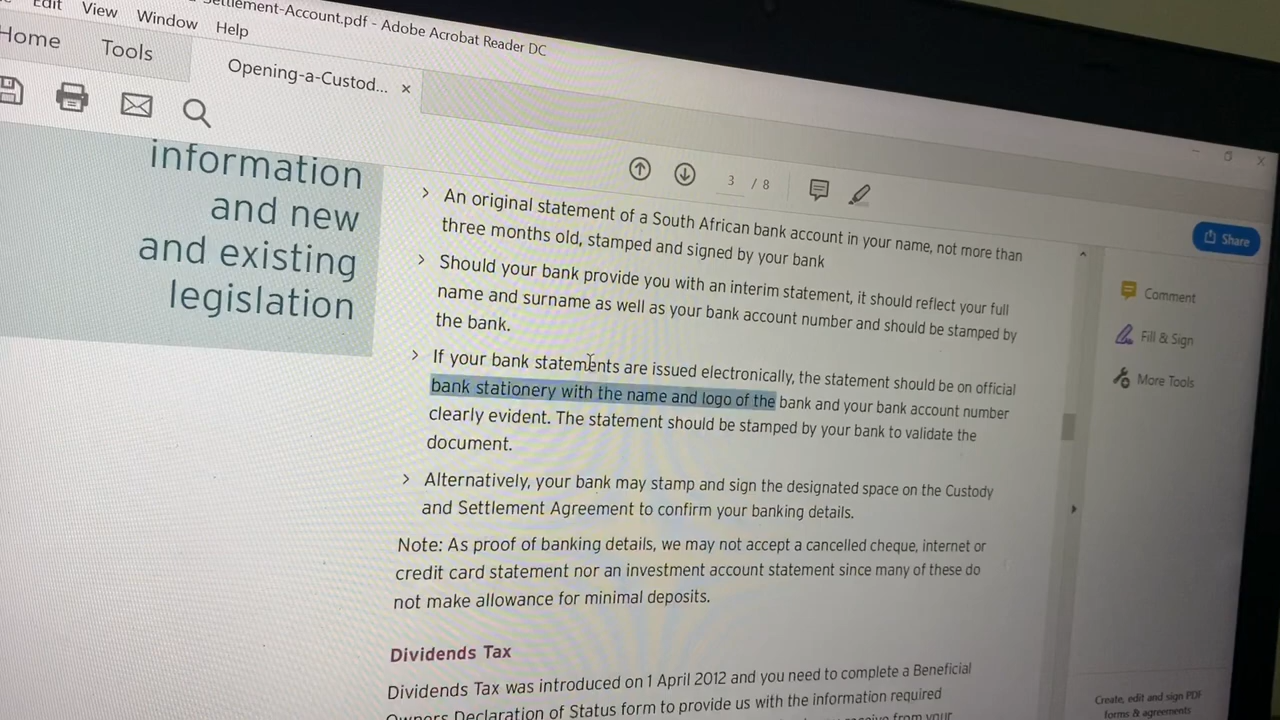 Edit View Window Help
ettlement-Account.pdf - Adobe Acrobat Reader DC
Home Tools Opening-a-Custod... ×
3 / 8
Share
information
and new
and existing
legislation
> An original statement of a South African bank account in your name, not more than
three months old, stamped and signed by your bank
> Should your bank provide you with an interim statement, it should reflect your full
name and surname as well as your bank account number and should be stamped by
the bank.
> If your bank statements are issued electronically, the statement should be on official
bank stationery with the name and logo of the bank and your bank account number
clearly evident. The statement should be stamped by your bank to validate the
document.
> Alternatively, your bank may stamp and sign the designated space on the Custody
and Settlement Agreement to confirm your banking details.
Note: As proof of banking details, we may not accept a cancelled cheque, internet or
credit card statement nor an investment account statement since many of these do
not make allowance for minimal deposits.
Dividends Tax
Dividends Tax was introduced on 1 April 2012 and you need to complete a Beneficial
Owners Declaration of Status form to provide us with the information required
from your
Comment
Fill & Sign
More Tools
Create, edit and sign PDF
forms & agreements